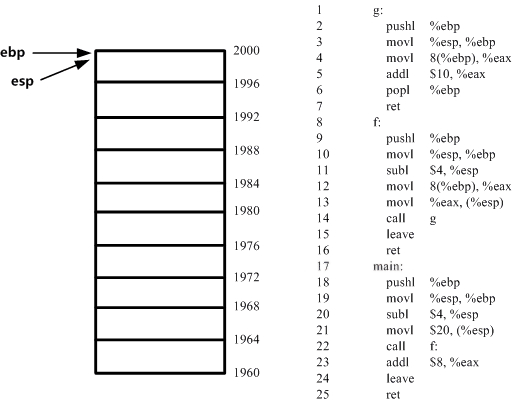 ebp
esp
2000
1996
1992
1988
1984
1980
1976
1972
1968
1964
1960
1 g:
2 pushl %ebp
3 movl %esp, %ebp
4 movl 8(%ebp), %eax
5 addl $10, %eax
6 popl %ebp
7 ret
8 f:
9 pushl %ebp
10 movl %esp, %ebp
11 subl $4, %esp
12 movl 8(%ebp), %eax
13 movl %eax, (%esp)
14 call g
15 leave
16 ret
17 main:
18 pushl %ebp
19 movl %esp, %ebp
20 subl $4, %esp
21 movl $20, (%esp)
22 call f:
23 addl $8, %eax
24 leave
25 ret